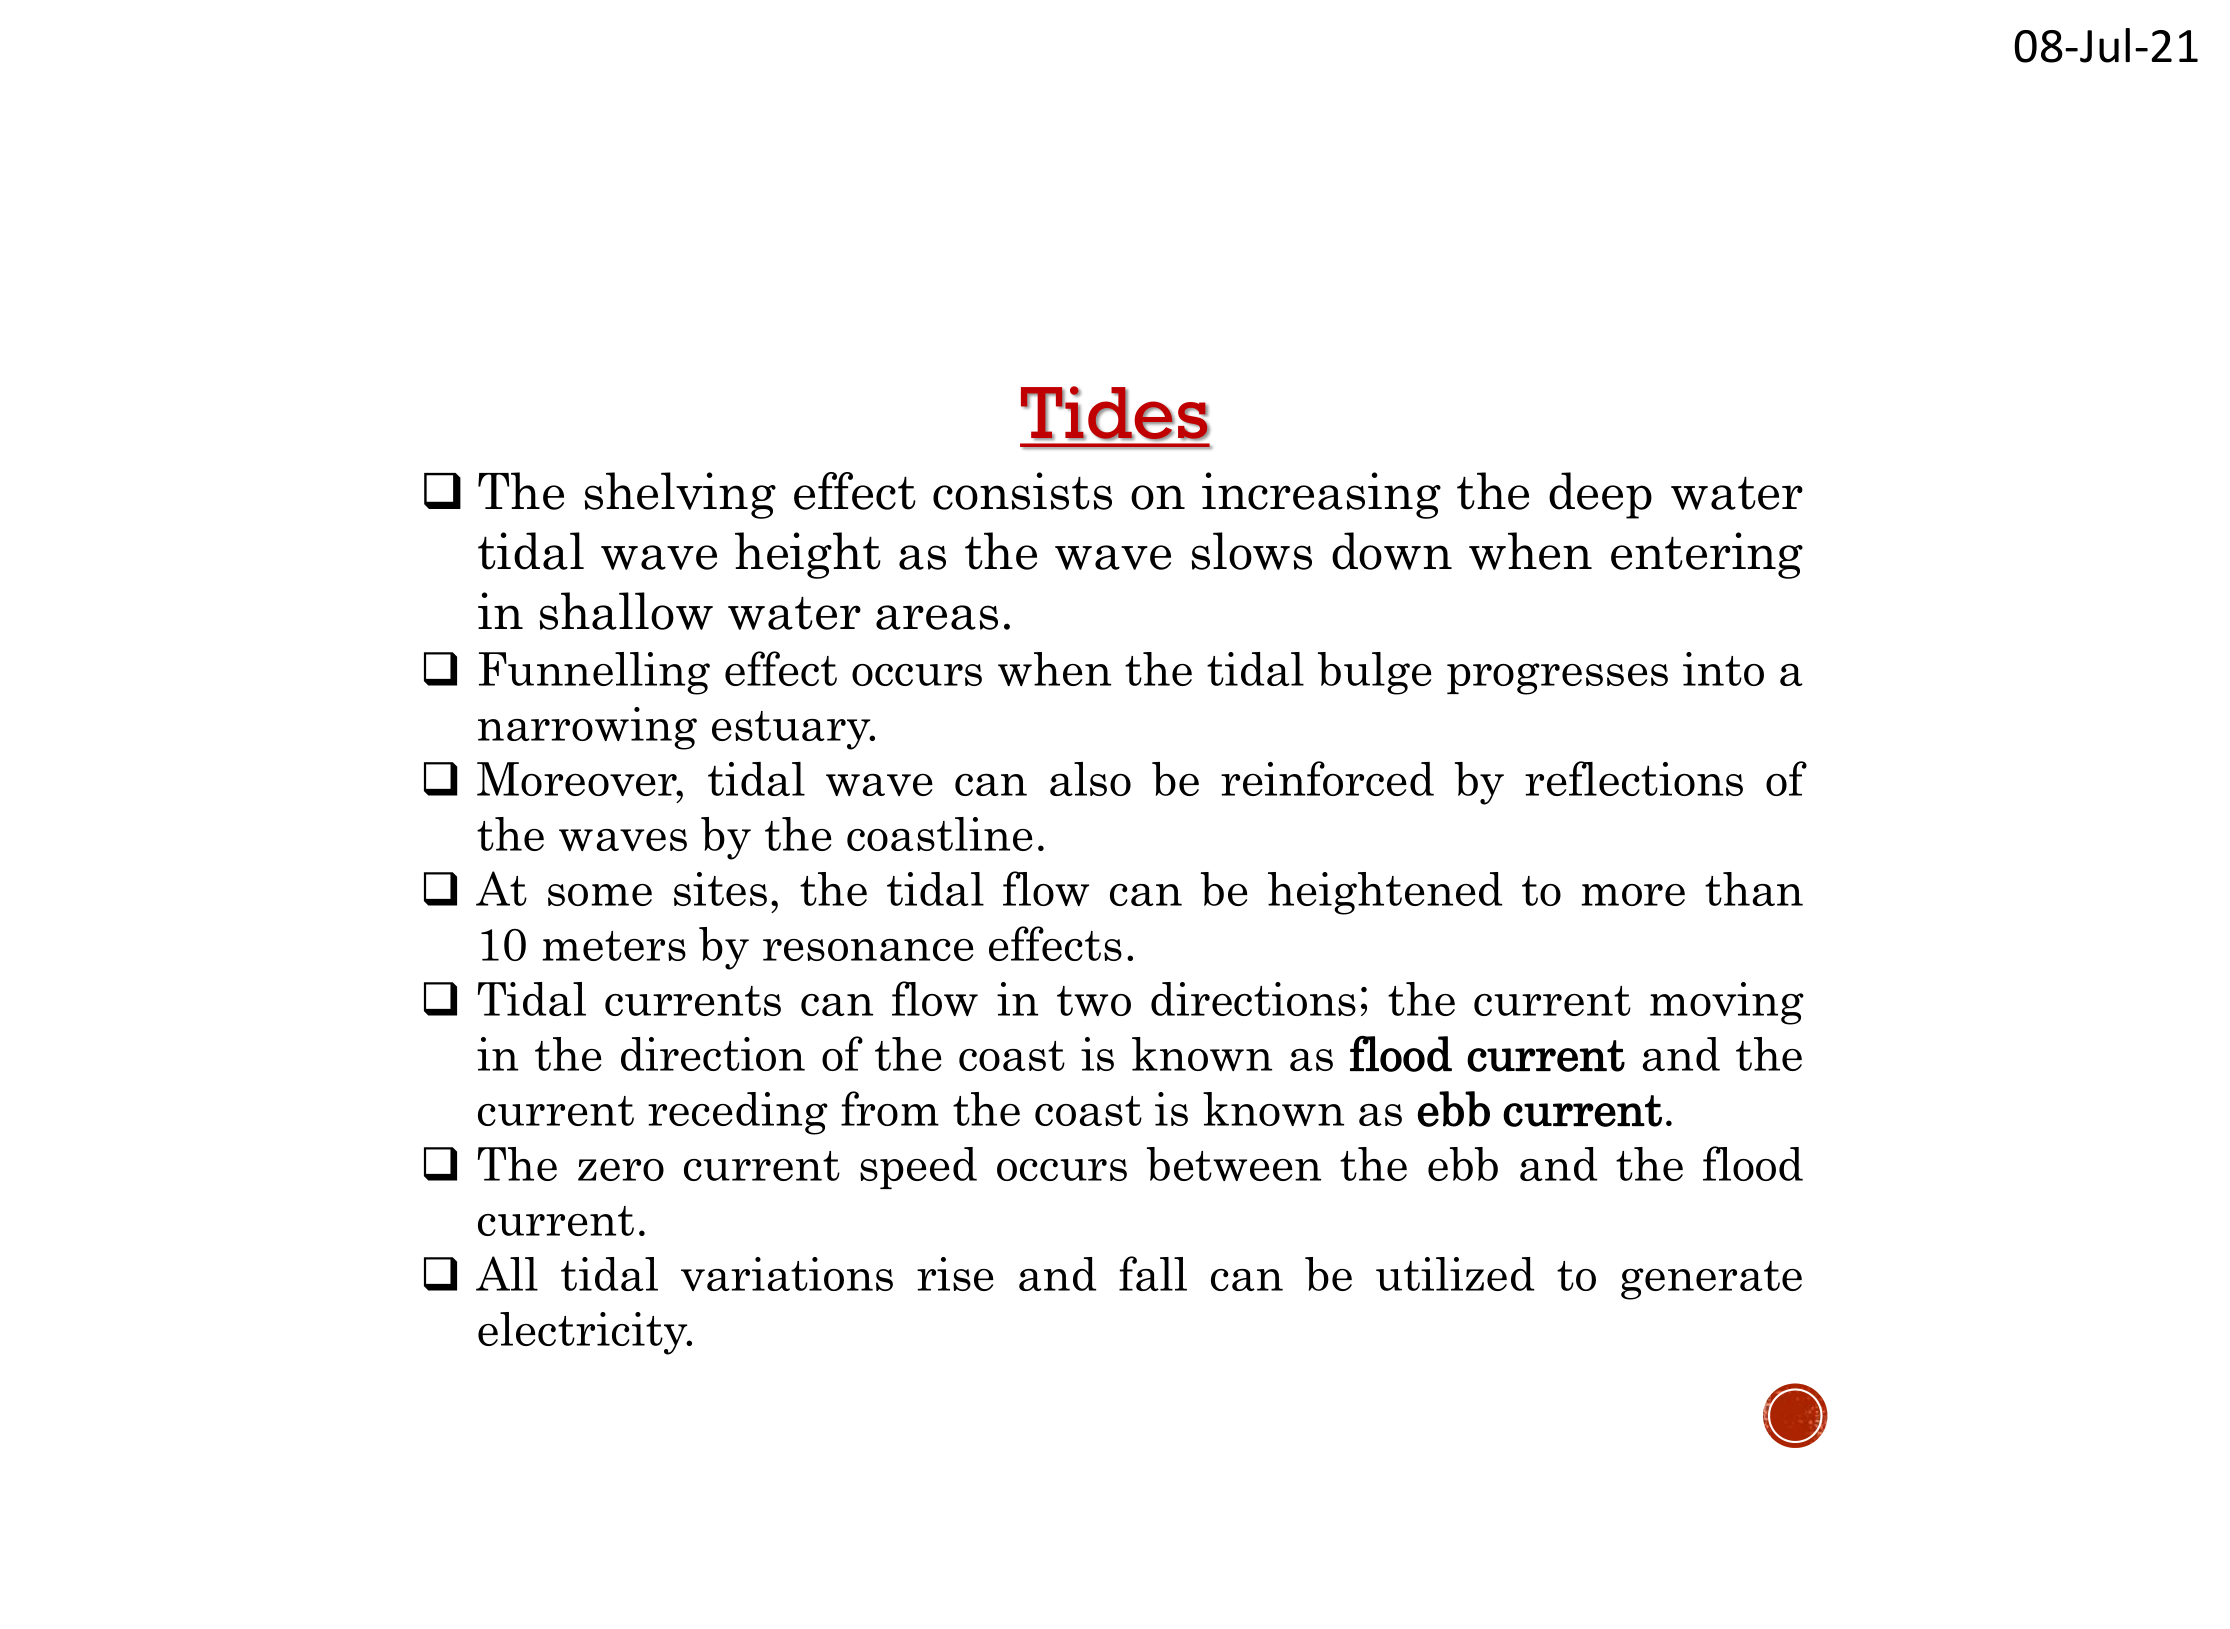 08-Jul-21
Tides
❑ The shelving effect consists on increasing the deep water
tidal wave height as the wave slows down when entering
in shallow water areas.
❑ Funnelling effect occurs when the tidal bulge progresses into a
narrowing estuary.
❑ Moreover, tidal wave can also be reinforced by reflections of
the waves by the coastline.
❑ At some sites, the tidal flow can be heightened to more than
10 meters by resonance effects.
❑ Tidal currents can flow in two directions; the current moving
in the direction of the coast is known as flood current and the
current receding from the coast is known as ebb current.
❑ The zero current speed occurs between the ebb and the flood
current.
❑ All tidal variations rise and fall can be utilized to generate
electricity.